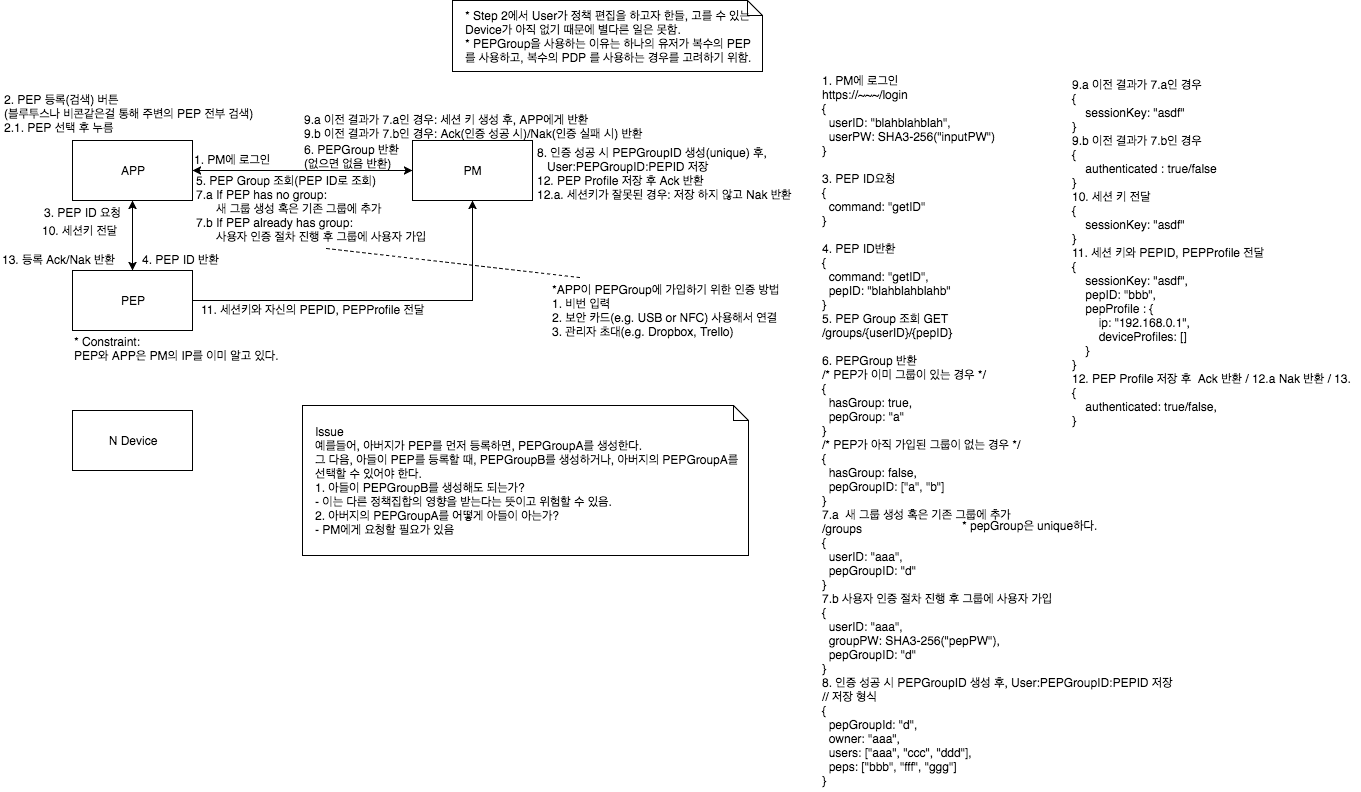 * Step 2에서 User가 정책 편집을 하고자 한들, 고를 수 있는
Device가 아직 없기 때문에 별다른 일은 못함.
* PEPGroup을 사용하는 이유는 하나의 유저가 복수의 PEP
를 사용하고, 복수의 PDP 를 사용하는 경우를 고려하기 위함.
2. PEP 등록(검색) 버튼
(블루투스나 비콘같은걸 통해 주변의 PEP 전부 검색)
2.1. PEP 선택 후 누름
9.a 이전 결과가 7.a인 경우: 세션 키 생성 후, APP에게 반환
9.b 이전 결과가 7.b인 경우: Ack(인증 성공 시)/Nak(인증 실패 시) 반환
6. PEPGroup 반환
(없으면 없음 반환)
APP
1. PM에 로그인
PM
5. PEP Group 조회(PEP ID로 조회)
7.a If PEP has no group:
새 그룹 생성 혹은 기존 그룹에 추가
7.b If PEP already has group:
사용자 인증 절차 진행 후 그룹에 사용자 가입
8. 인증 성공 시 PEPGroupID 생성(unique) 후,
User:PEPGroupID:PEPID 저장
12. PEP Profile 저장 후 Ack 반환
12.a. 세션키가 잘못된 경우: 저장 하지 않고 Nak 반환
3. PEP ID 요청
10. 세션키 전달
13. 등록 Ack/Nak 반환
4. PEP ID 반환
PEP
11. 세션키와 자신의 PEPID, PEPProfile 전달
* Constraint:
PEP와 APP은 PM의 IP를 이미 알고 있다.
*APP이 PEPGroup에 가입하기 위한 인증 방법
1. 비번 입력
2. 보안 카드(e.g. USB or NFC) 사용해서 연결
3. 관리자 초대(e.g. Dropbox, Trello)
N Device
Issue
예를들어, 아버지가 PEP를 먼저 등록하면, PEPGroupA를 생성한다.
그 다음, 아들이 PEP를 등록할 때, PEPGroupB를 생성하거나, 아버지의 PEPGroupA를
선택할 수 있어야 한다.
1. 아들이 PEPGroupB를 생성해도 되는가?
- 이는 다른 정책집합의 영향을 받는다는 뜻이고 위험할 수 있음.
2. 아버지의 PEPGroupA를 어떻게 아들이 아는가?
- PM에게 요청할 필요가 있음
1. PM에 로그인
https://~~~/login
{
userID: "blahblahblah",
userPW: SHA3-256("inputPW")
}
3. PEP ID요청
{
command: "getID"
}
4. PEP ID반환
{
command: "getID",
pepID: "blahblahblahb"
}
5. PEP Group 조회 GET
/groups/{userID}/{pepID}
6. PEPGroup 반환
/* PEP가 이미 그룹이 있는 경우 */
{
hasGroup: true,
pepGroup: "a"
}
/* PEP가 아직 가입된 그룹이 없는 경우 */
{
hasGroup: false,
pepGroupID: ["a", "b"]
}
7.a 새 그룹 생성 혹은 기존 그룹에 추가
/groups
* pepGroup은 unique하다.
{
userID: "aaa",
pepGroupID: "d"
}
7.b 사용자 인증 절차 진행 후 그룹에 사용자 가입
{
userID: "aaa",
groupPW: SHA3-256("pepPW"),
pepGroupID: "d"
}
8. 인증 성공 시 PEPGroupID 생성 후, User:PEPGroupID:PEPID 저장
// 저장 형식
{
pepGroupId: "d",
owner: "aaa",
users: ["aaa", "ccc", "ddd"],
peps: ["bbb", "fff", "ggg"]
}
9.a 이전 결과가 7.a인 경우
{
sessionKey: "asdf"
}
9.b 이전 결과가 7.b인 경우
{
authenticated : true/false
}
10. 세션 키 전달
{
sessionKey: "asdf"
}
11. 세션 키와 PEPID, PEPProfile 전달
{
sessionKey: "asdf",
pepID: "bbb",
pepProfile : {
ip: "192.168.0.1",
deviceProfiles: []
}
}
12. PEP Profile 저장 후 Ack 반환 / 12.a Nak 반환 / 13.
{
authenticated: true/false,
}